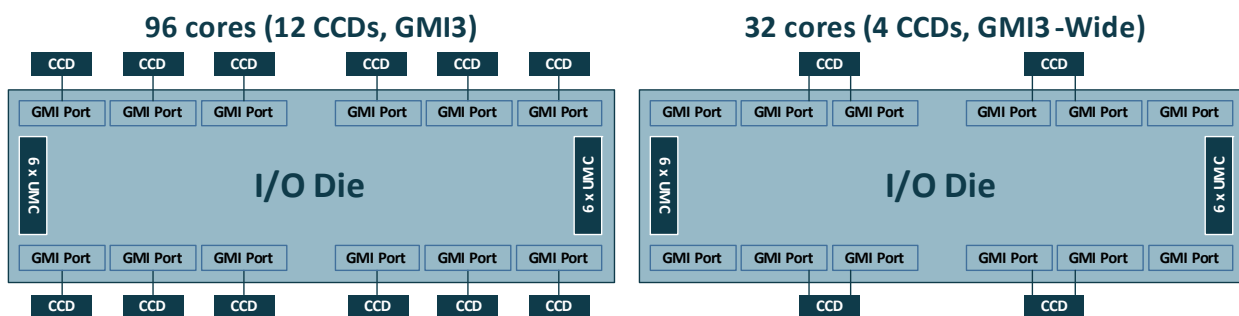 96 cores (12 CCDs, GMI3)
CCD CCD CCD CCD CCD CCD
GMI Port GMI Port GMI Port GMI Port GMI Port GMI Port
6 x UMC
I/O Die
6 x UMC
GMI Port GMI Port GMI Port GMI Port GMI Port GMI Port
CCD CCD CCD CCD CCD CCD
32 cores (4 CCDs, GMI3-Wide)
CCD CCD
GMI Port GMI Port GMI Port GMI Port GMI Port GMI Port
6 x UMC
I/O Die
6 x UMC
GMI Port GMI Port GMI Port GMI Port GMI Port GMI Port
CCD CCD